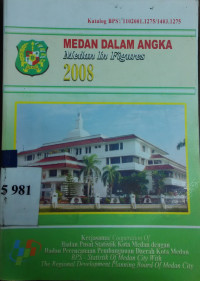 Katalog BPS: 1102001.1275/1403.1275
MEDAN DALAM ANGKA
Medan In Figures
2008
5 981
Kerjasama/Cooperation Of
Badan Pusat Statistik Kota Medan dengan
Badan Perencanaan Pembangunan Daerah Kota Medan
BPS - Statistik Of Medan City With
The Regional Development Planning Board Of Medan City